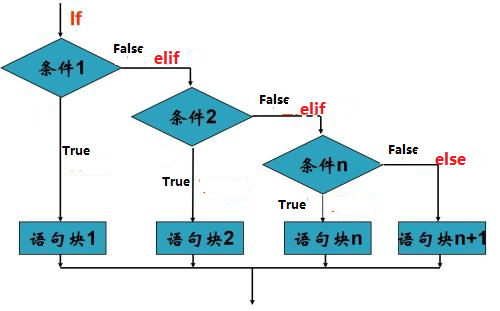 If
条件1
False
elif
条件2
False
elif
条件n
False
else
True
True
True
语句块1
语句块2
语句块n
语句块n+1